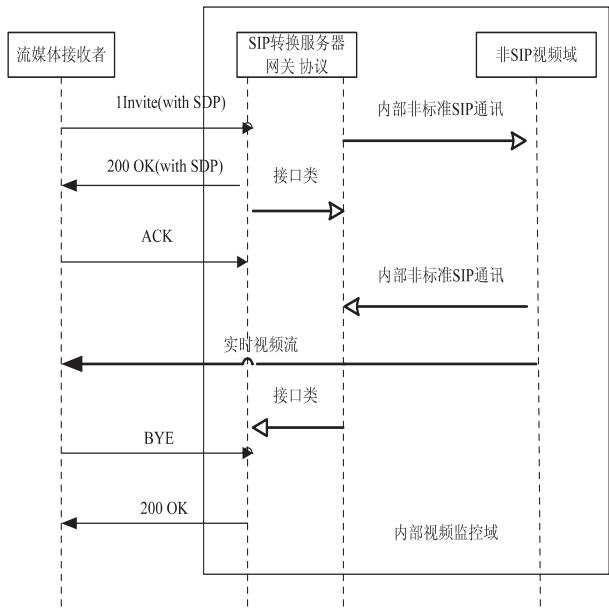 流媒体接收者
SIP转换服务器
网关 协议
非SIP视频域
1Invite(with SDP)
内部非标准SIP通讯
200 OK(with SDP)
接口类
ACK
内部非标准SIP通讯
实时视频流
接口类
BYE
200 OK
内部视频监控域